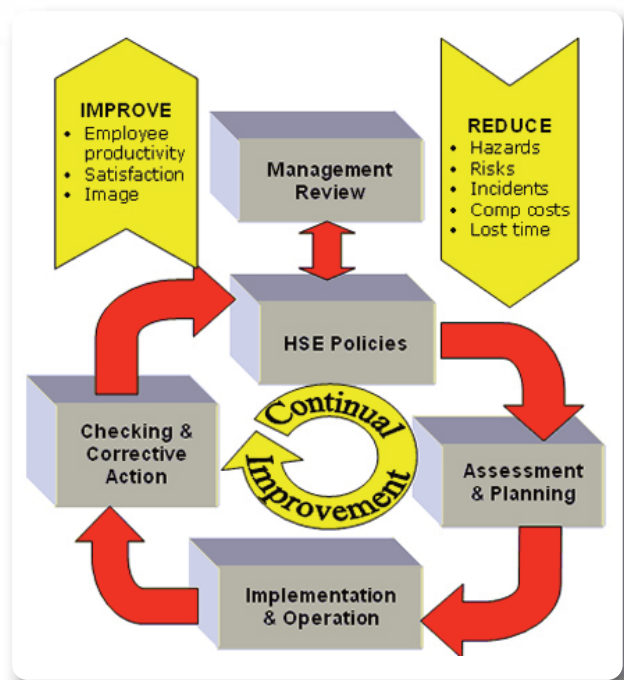 IMPROVE
• Employee
productivity
• Satisfaction
• Image
REDUCE
• Hazards
• Risks
• Incidents
• Comp costs
• Lost time
Management
Review
HSE Policies
Checking &
Corrective
Action
Continual
Improvement
Assessment
& Planning
Implementation
& Operation